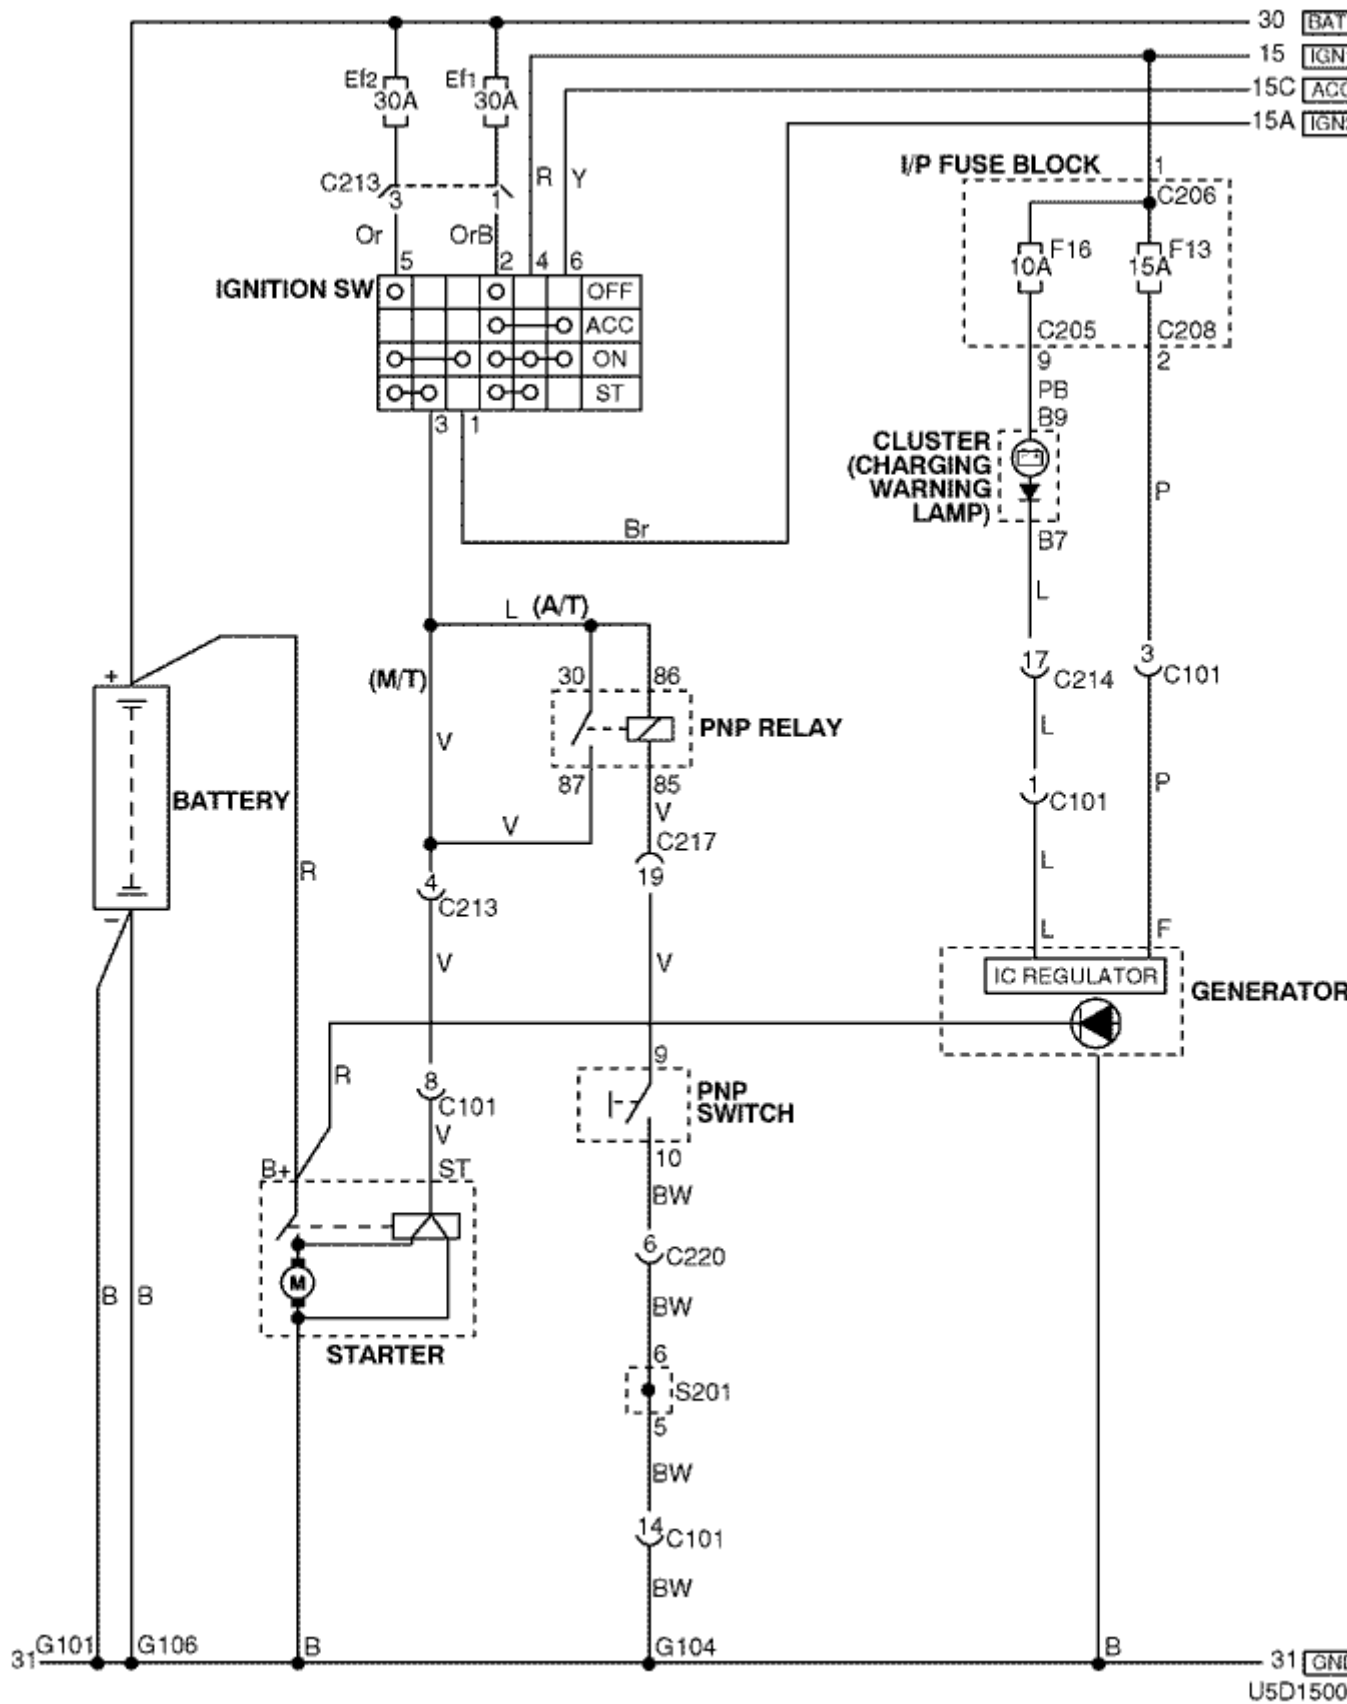 30 BAT
15 IGN
15C ACC
15A IGN
Ef2 30A
Ef1 30A
R Y
I/P FUSE BLOCK 1
C206
C213 3 1
Or OrB
5 2 4 6
F16 10A
F13 15A
IGNITION SW OFF
ACC
ON
ST
C205 C208
9 2
PB
B9
3 1
CLUSTER
(CHARGING
WARNING
LAMP)
P
Br
B7
L
L (A/T)
(M/T)
30 86
17 C214
3 C101
+
PNP RELAY
V
L
87 85
V
P
BATTERY
1 C101
V
C217
19
R
4 C213
L
–
L F
V V
IC REGULATOR
GENERATOR
9
R
8 C101
PNP
SWITCH
V
B+ ST
10
BW
6 C220
M
B B
BW
STARTER
6
S201
5
BW
14 C101
BW
31 G101 G106 B G104 B 31 GND
U5D1500